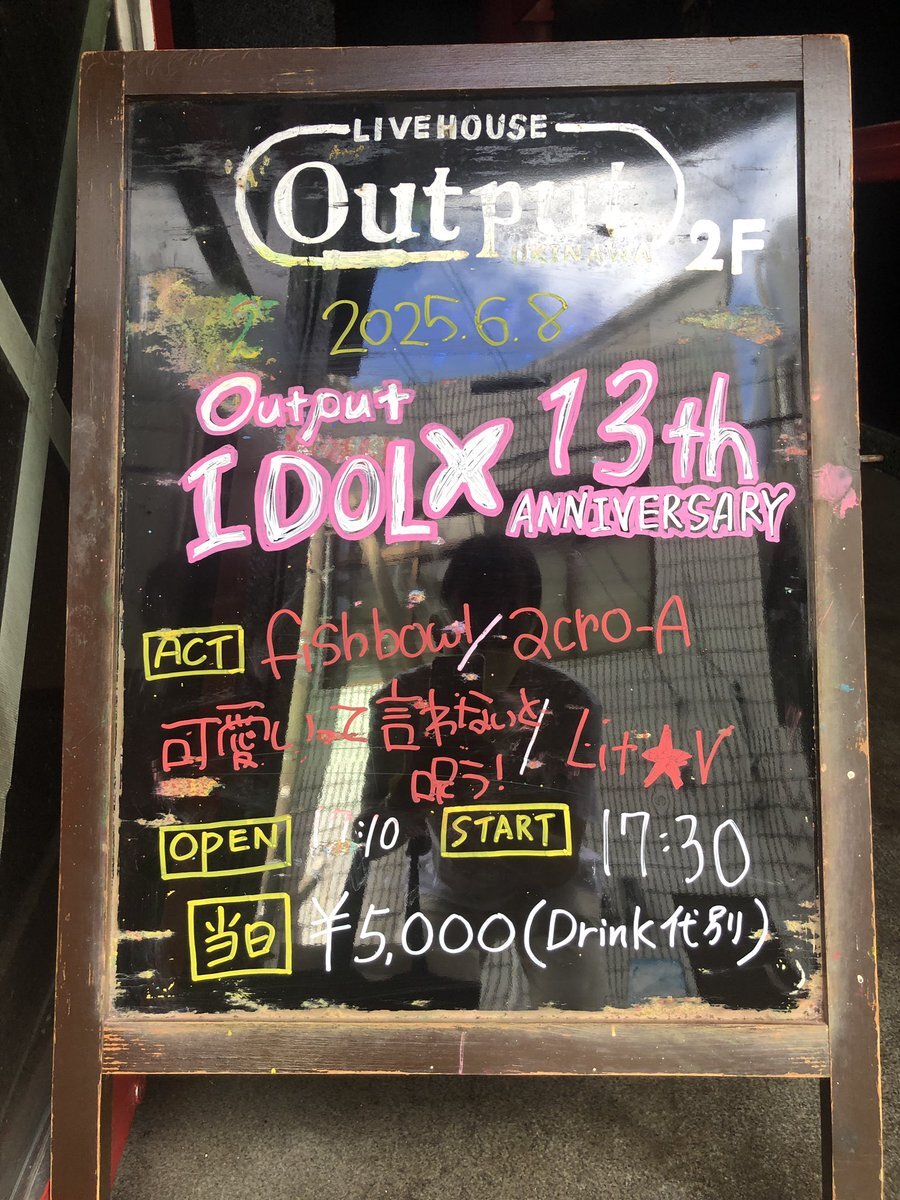 LIVEHOUSE
Output
OKINAWA 2F
2025.6.8
Output 13th
IDOL× ANNIVERSARY
ACT fishbowl/2cro-A
可愛いって言わないと/Lit★V
呪う!
OPEN 17:10 START 17:30
当日 ¥5,000(Drink代別)